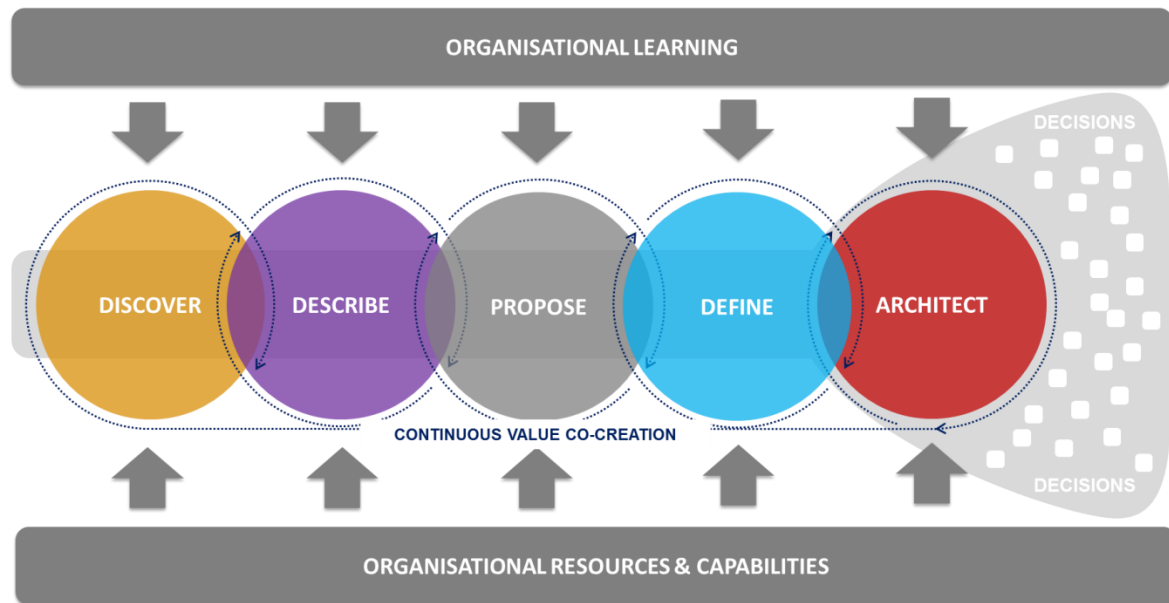 ORGANISATIONAL LEARNING
DECISIONS
DISCOVER
DESCRIBE
PROPOSE
DEFINE
ARCHITECT
CONTINUOUS VALUE CO-CREATION
DECISIONS
ORGANISATIONAL RESOURCES & CAPABILITIES